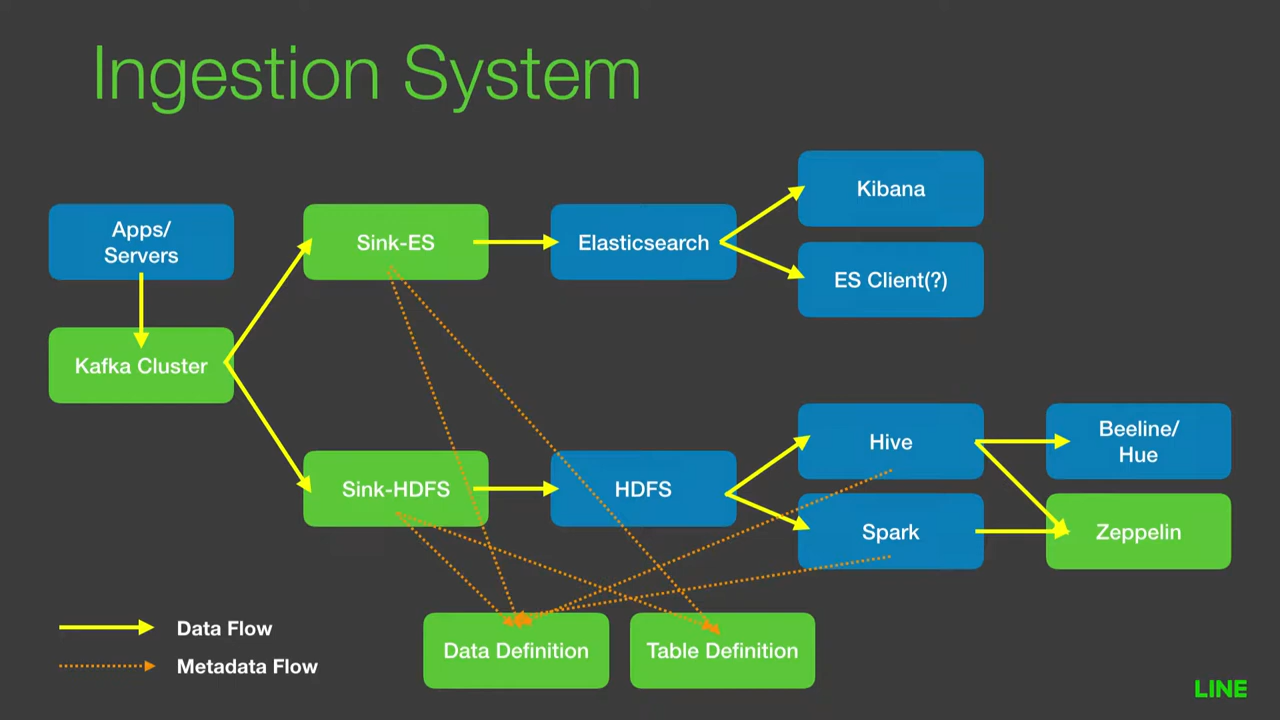 Ingestion System
Apps/
Servers
Kafka Cluster
Sink-ES
Elasticsearch
Kibana
ES Client(?)
Sink-HDFS
HDFS
Hive
Spark
Beeline/
Hue
Zeppelin
Data Definition
Table Definition
Data Flow
Metadata Flow
LINE